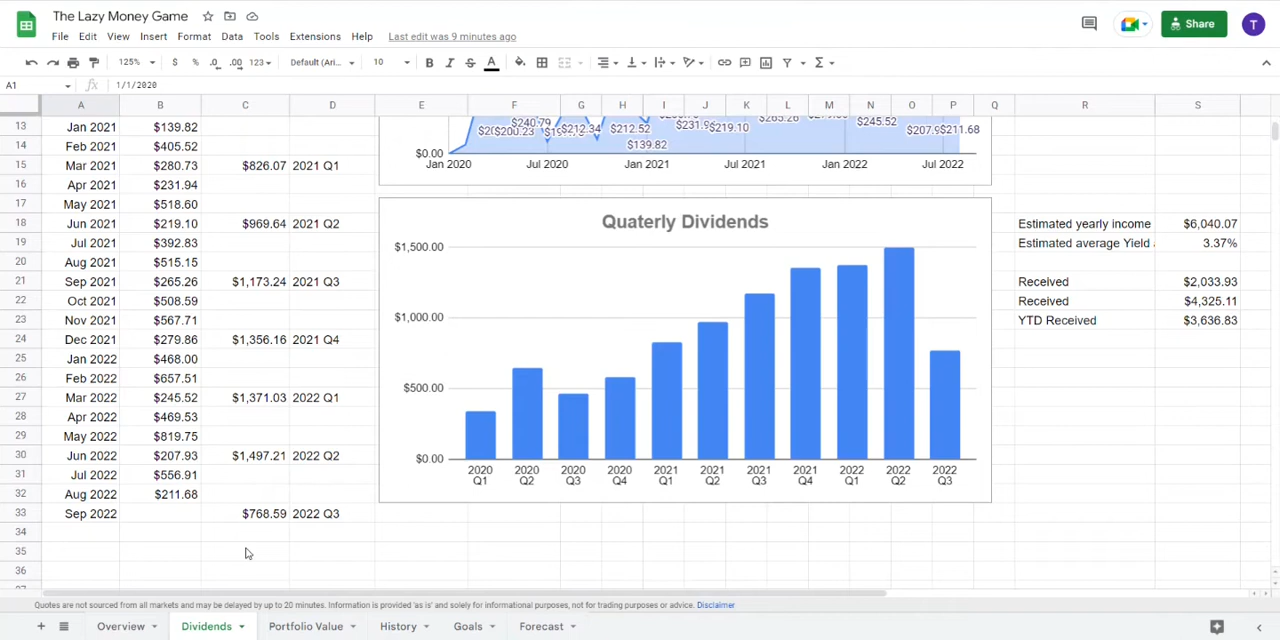 The Lazy Money Game
File Edit View Insert Format Data Tools Extensions Help Last edit was 9 minutes ago
Share
T
125% $ % .0 .00 123 Default (Ari... 10 B I S A
A1 fx 1/1/2020
A B C D E F G H I J K L M N O P Q R S
13 Jan 2021 $139.82
14 Feb 2021 $405.52
15 Mar 2021 $280.73 $826.07 2021 Q1
16 Apr 2021 $231.94
17 May 2021 $518.60
18 Jun 2021 $219.10 $969.64 2021 Q2
19 Jul 2021 $392.83
20 Aug 2021 $515.15
21 Sep 2021 $265.26 $1,173.24 2021 Q3
22 Oct 2021 $508.59
23 Nov 2021 $567.71
24 Dec 2021 $279.86 $1,356.16 2021 Q4
25 Jan 2022 $468.00
26 Feb 2022 $657.51
27 Mar 2022 $245.52 $1,371.03 2022 Q1
28 Apr 2022 $469.53
29 May 2022 $819.75
30 Jun 2022 $207.93 $1,497.21 2022 Q2
31 Jul 2022 $556.91
32 Aug 2022 $211.68
33 Sep 2022 $768.59 2022 Q3
34
35
36
$240.79
$200.23 $212.34 $212.52 $219.10 $245.52 $211.68
$139.82
$0.00
Jan 2020 Jul 2020 Jan 2021 Jul 2021 Jan 2022 Jul 2022
Quaterly Dividends
$1,500.00
$1,000.00
$500.00
$0.00
2020 Q1
2020 Q2
2020 Q3
2020 Q4
2021 Q1
2021 Q2
2021 Q3
2021 Q4
2022 Q1
2022 Q2
2022 Q3
Estimated yearly income $6,040.07
Estimated average Yield 3.37%
Received $2,033.93
Received $4,325.11
YTD Received $3,636.83
Quotes are not sourced from all markets and may be delayed by up to 20 minutes. Information is provided 'as is' and solely for informational purposes, not for trading purposes or advice. Disclaimer
Overview Dividends Portfolio Value History Goals Forecast